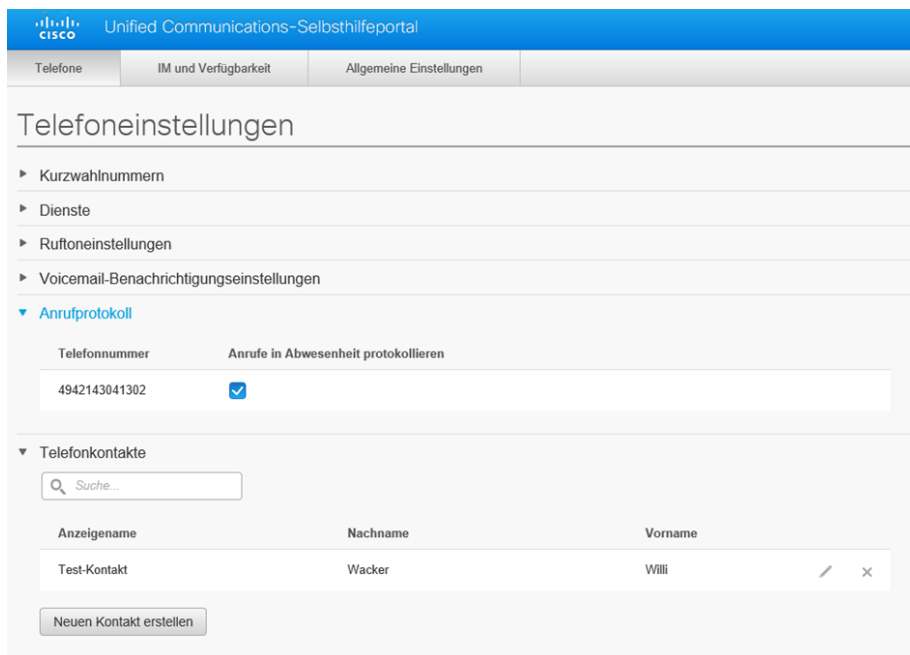 CISCO Unified Communications-Selbsthilfeportal
Telefone IM und Verfügbarkeit Allgemeine Einstellungen
Telefoneinstellungen
Kurzwahlnummern
Dienste
Ruftoneinstellungen
Voicemail-Benachrichtigungseinstellungen
Anrufprotokoll
Telefonnummer Anrufe in Abwesenheit protokollieren
4942143041302
Telefonkontakte
Suche...
Anzeigename Nachname Vorname
Test-Kontakt Wacker Willi
Neuen Kontakt erstellen